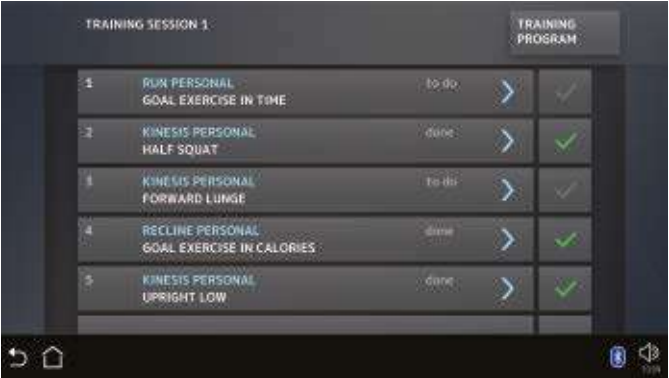 TRAINING SESSION 1
TRAINING
PROGRAM
1 RUN PERSONAL to do
GOAL EXERCISE IN TIME
2 KINESIS PERSONAL done
HALF SQUAT
3 KINESIS PERSONAL to do
FORWARD LUNGE
4 RECLINE PERSONAL done
GOAL EXERCISE IN CALORIES
5 KINESIS PERSONAL done
UPRIGHT LOW